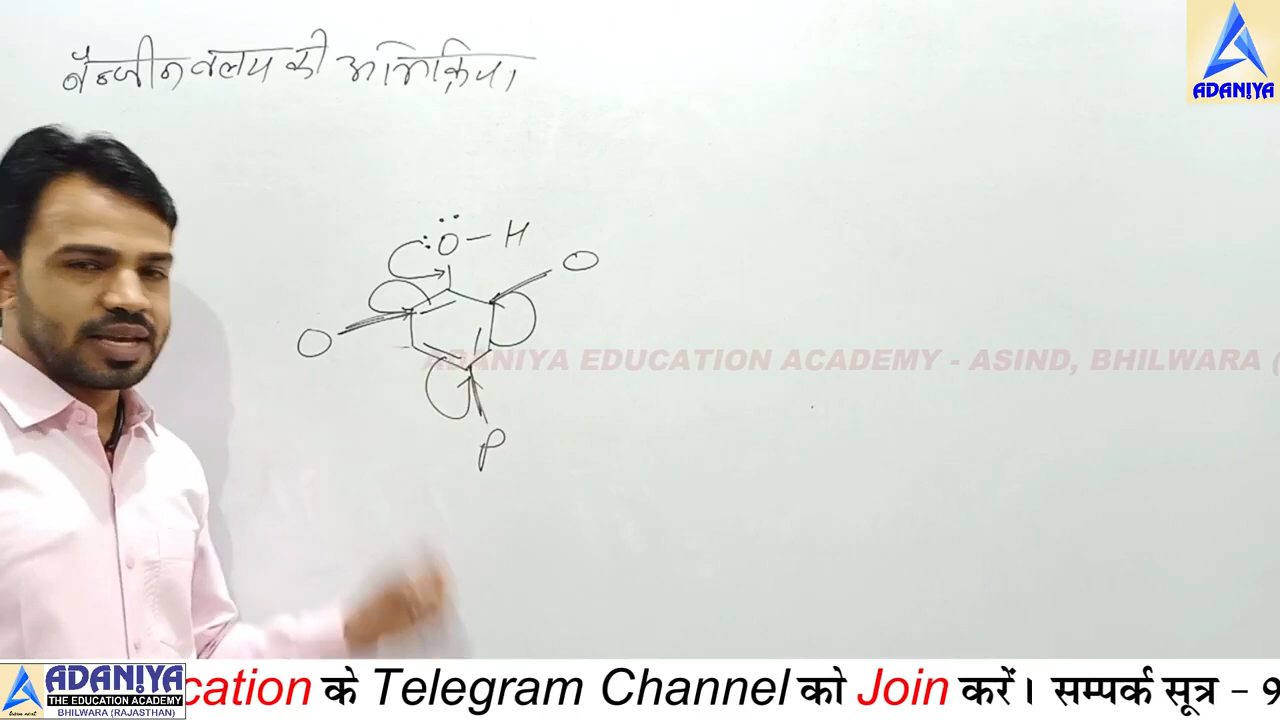 बैन्जीन वलय की अभिक्रिया
ADANIYA
:O - H
O
O
ADANIYA EDUCATION ACADEMY - ASIND, BHILWARA (
P
ADANIYA
THE EDUCATION ACADEMY
BHILWARA (RAJASTHAN)
cation के Telegram Channel को Join करें। सम्पर्क सूत्र - 9